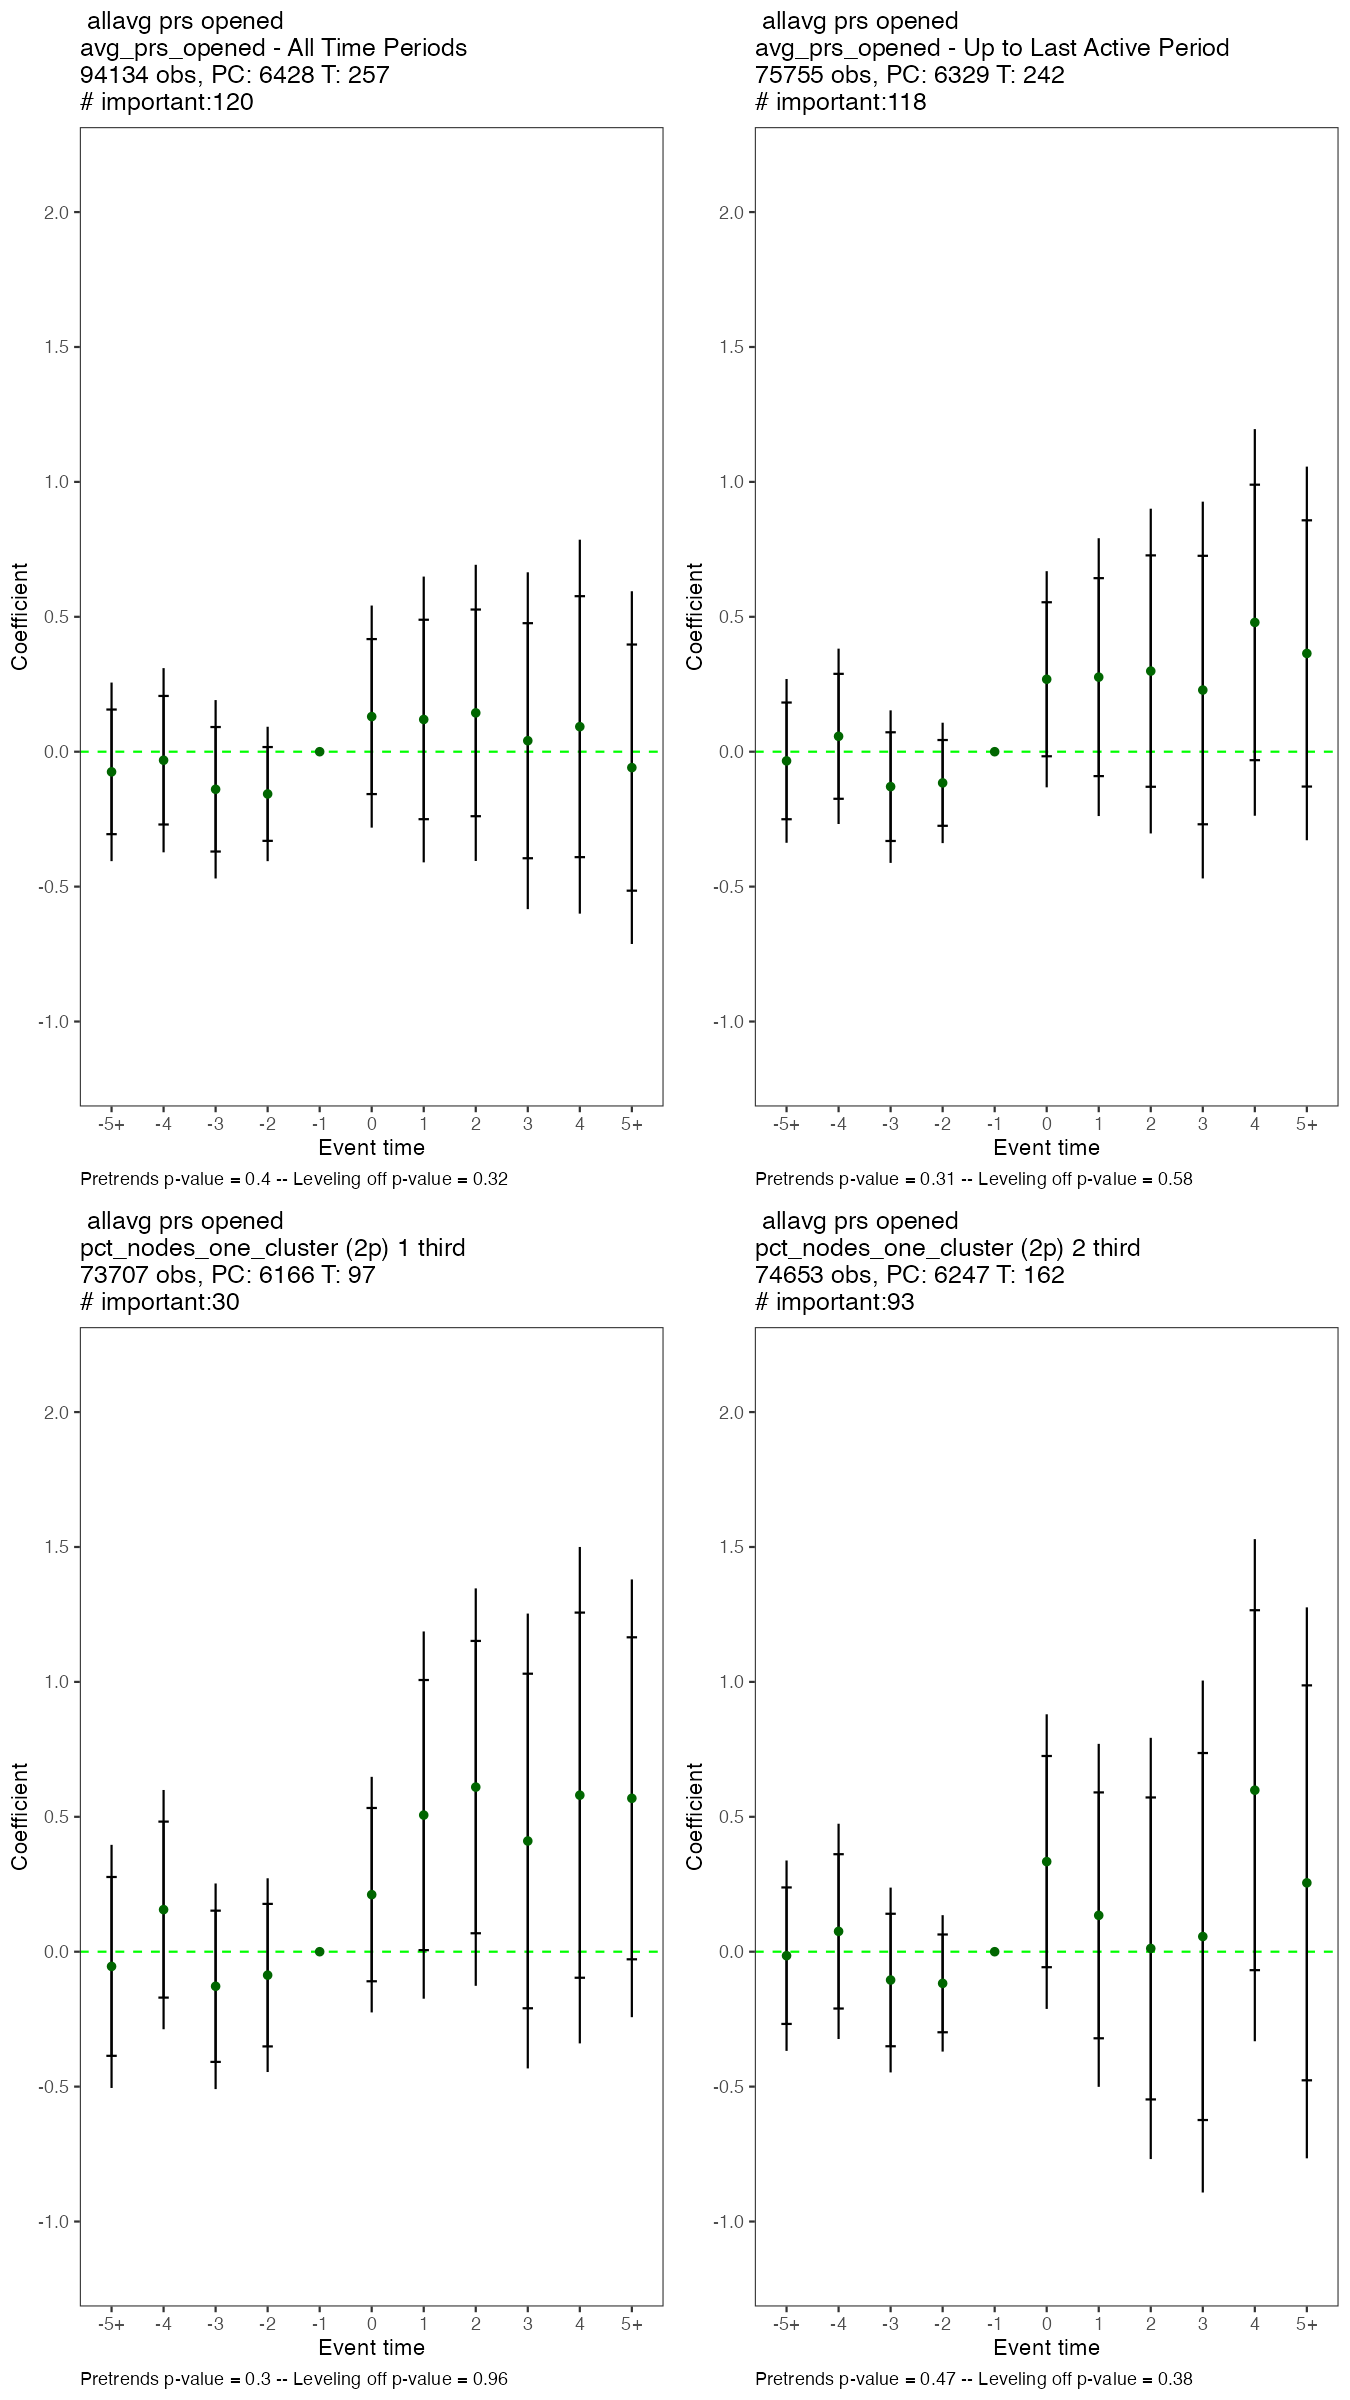 allavg prs opened
avg_prs_opened - All Time Periods
94134 obs, PC: 6428 T: 257
# important:120
2.0
1.5
1.0
0.5
0.0
-0.5
-1.0
Coefficient
-5+ -4 -3 -2 -1 0 1 2 3 4 5+
Event time
Pretrends p-value = 0.4 -- Leveling off p-value = 0.32
allavg prs opened
avg_prs_opened - Up to Last Active Period
75755 obs, PC: 6329 T: 242
# important:118
2.0
1.5
1.0
0.5
0.0
-0.5
-1.0
Coefficient
-5+ -4 -3 -2 -1 0 1 2 3 4 5+
Event time
Pretrends p-value = 0.31 -- Leveling off p-value = 0.58
allavg prs opened
pct_nodes_one_cluster (2p) 1 third
73707 obs, PC: 6166 T: 97
# important:30
2.0
1.5
1.0
0.5
0.0
-0.5
-1.0
Coefficient
-5+ -4 -3 -2 -1 0 1 2 3 4 5+
Event time
Pretrends p-value = 0.3 -- Leveling off p-value = 0.96
allavg prs opened
pct_nodes_one_cluster (2p) 2 third
74653 obs, PC: 6247 T: 162
# important:93
2.0
1.5
1.0
0.5
0.0
-0.5
-1.0
Coefficient
-5+ -4 -3 -2 -1 0 1 2 3 4 5+
Event time
Pretrends p-value = 0.47 -- Leveling off p-value = 0.38